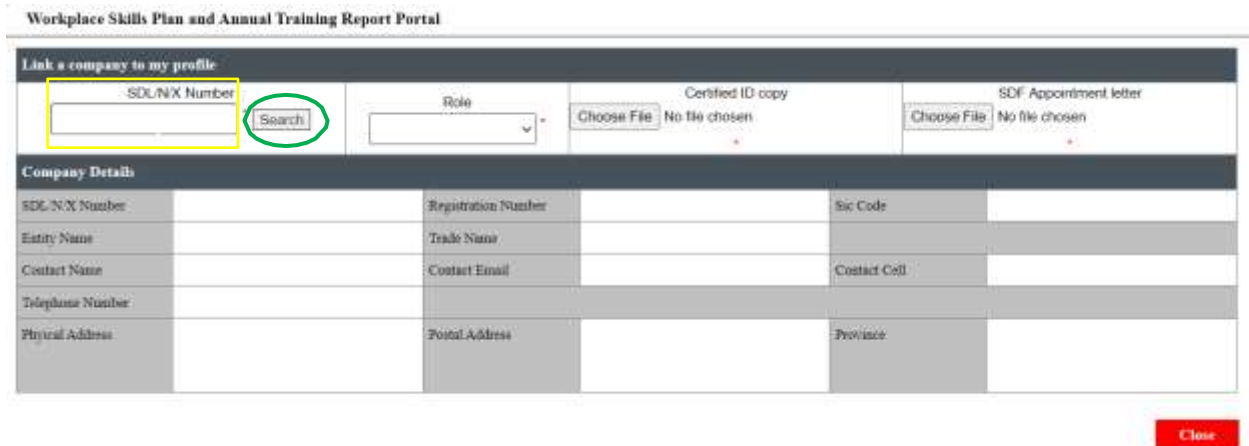 Workplace Skills Plan and Annual Training Report Portal
Link a company to my profile
SDL/N/X Number
* Search
Role
*
Certified ID copy
Choose File No file chosen
*
SDF Appointment letter
Choose File No file chosen
*
Company Details
SDL/N/X Number Registration Number Sic Code
Entity Name Trade Name
Contact Name Contact Email Contact Cell
Telephone Number
Physical Address Postal Address Province
Close